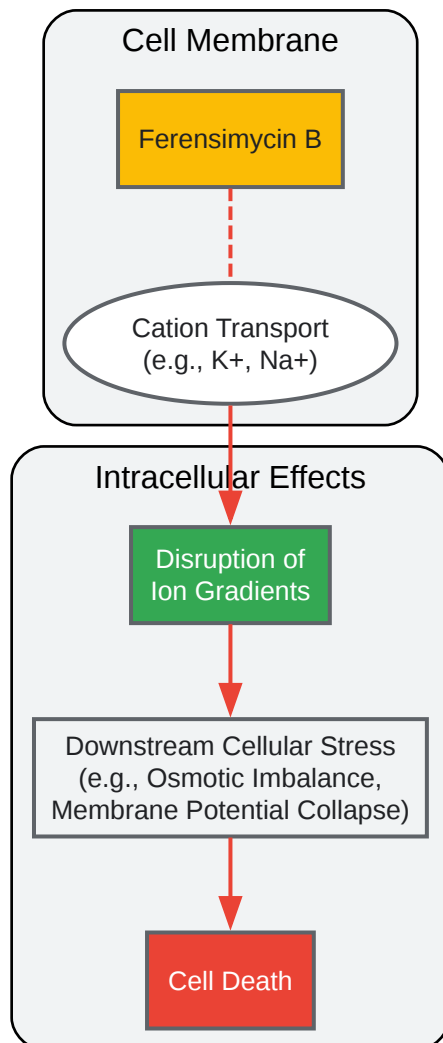 Cell Membrane
Ferensimycin B
Cation Transport
(e.g., K+, Na+)
Intracellular Effects
Disruption of
Ion Gradients
Downstream Cellular Stress
(e.g., Osmotic Imbalance,
Membrane Potential Collapse)
Cell Death